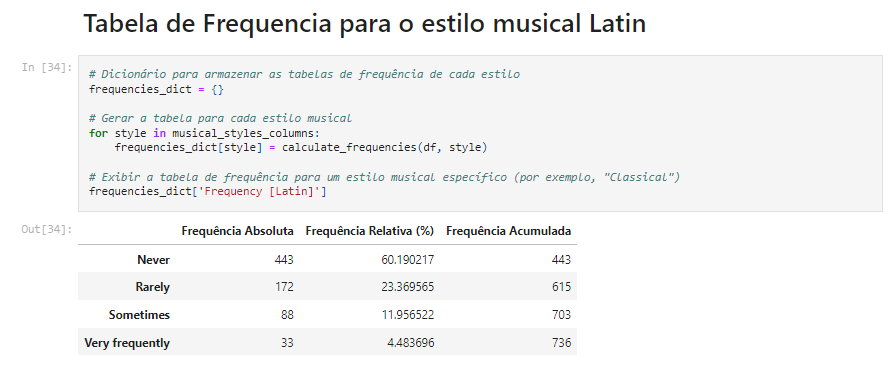 Tabela de Frequencia para o estilo musical Latin
In [34]:
# Dicionário para armazenar as tabelas de frequência de cada estilo
frequencies_dict = {}
# Gerar a tabela para cada estilo musical
for style in musical_styles_columns:
    frequencies_dict[style] = calculate_frequencies(df, style)
# Exibir a tabela de frequência para um estilo musical específico (por exemplo, "Classical")
frequencies_dict['Frequency [Latin]']
Out[34]:
Frequência Absoluta Frequência Relativa (%) Frequência Acumulada
Never 443 60.190217 443
Rarely 172 23.369565 615
Sometimes 88 11.956522 703
Very frequently 33 4.483696 736